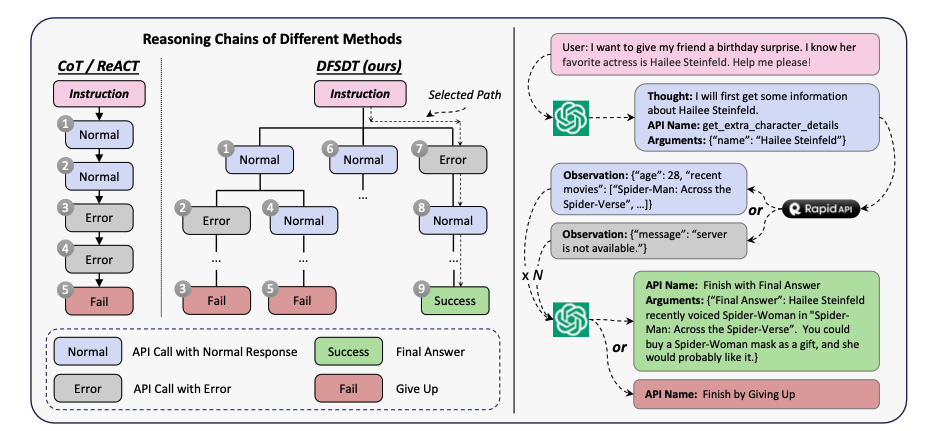 Reasoning Chains of Different Methods
CoT / ReACT
Instruction
1
Normal
2
Normal
3
Error
4
Error
5
Fail
DFSDT (ours)
Instruction
Selected Path
1
Normal
6
Normal
7
Error
...
2
Error
4
Normal
8
Normal
...
...
...
3
Fail
5
Fail
9
Success
Normal
API Call with Normal Response
Success
Final Answer
Error
API Call with Error
Fail
Give Up
User: I want to give my friend a birthday surprise. I know her
favorite actress is Hailee Steinfeld. Help me please!
Thought: I will first get some information
about Hailee Steinfeld.
API Name: get_extra_character_details
Arguments: {"name": "Hailee Steinfeld"}
Observation: {"age": 28, "recent
movies": ["Spider-Man: Across the
Spider-Verse", ...]}
or
Rapid API
Observation: {"message": "server
is not available."}
x N
API Name: Finish with Final Answer
Arguments: {"Final Answer": Hailee Steinfeld
recently voiced Spider-Woman in "Spider-
Man: Across the Spider-Verse". You could
buy a Spider-Woman mask as a gift, and she
would probably like it.}
or
API Name: Finish by Giving Up